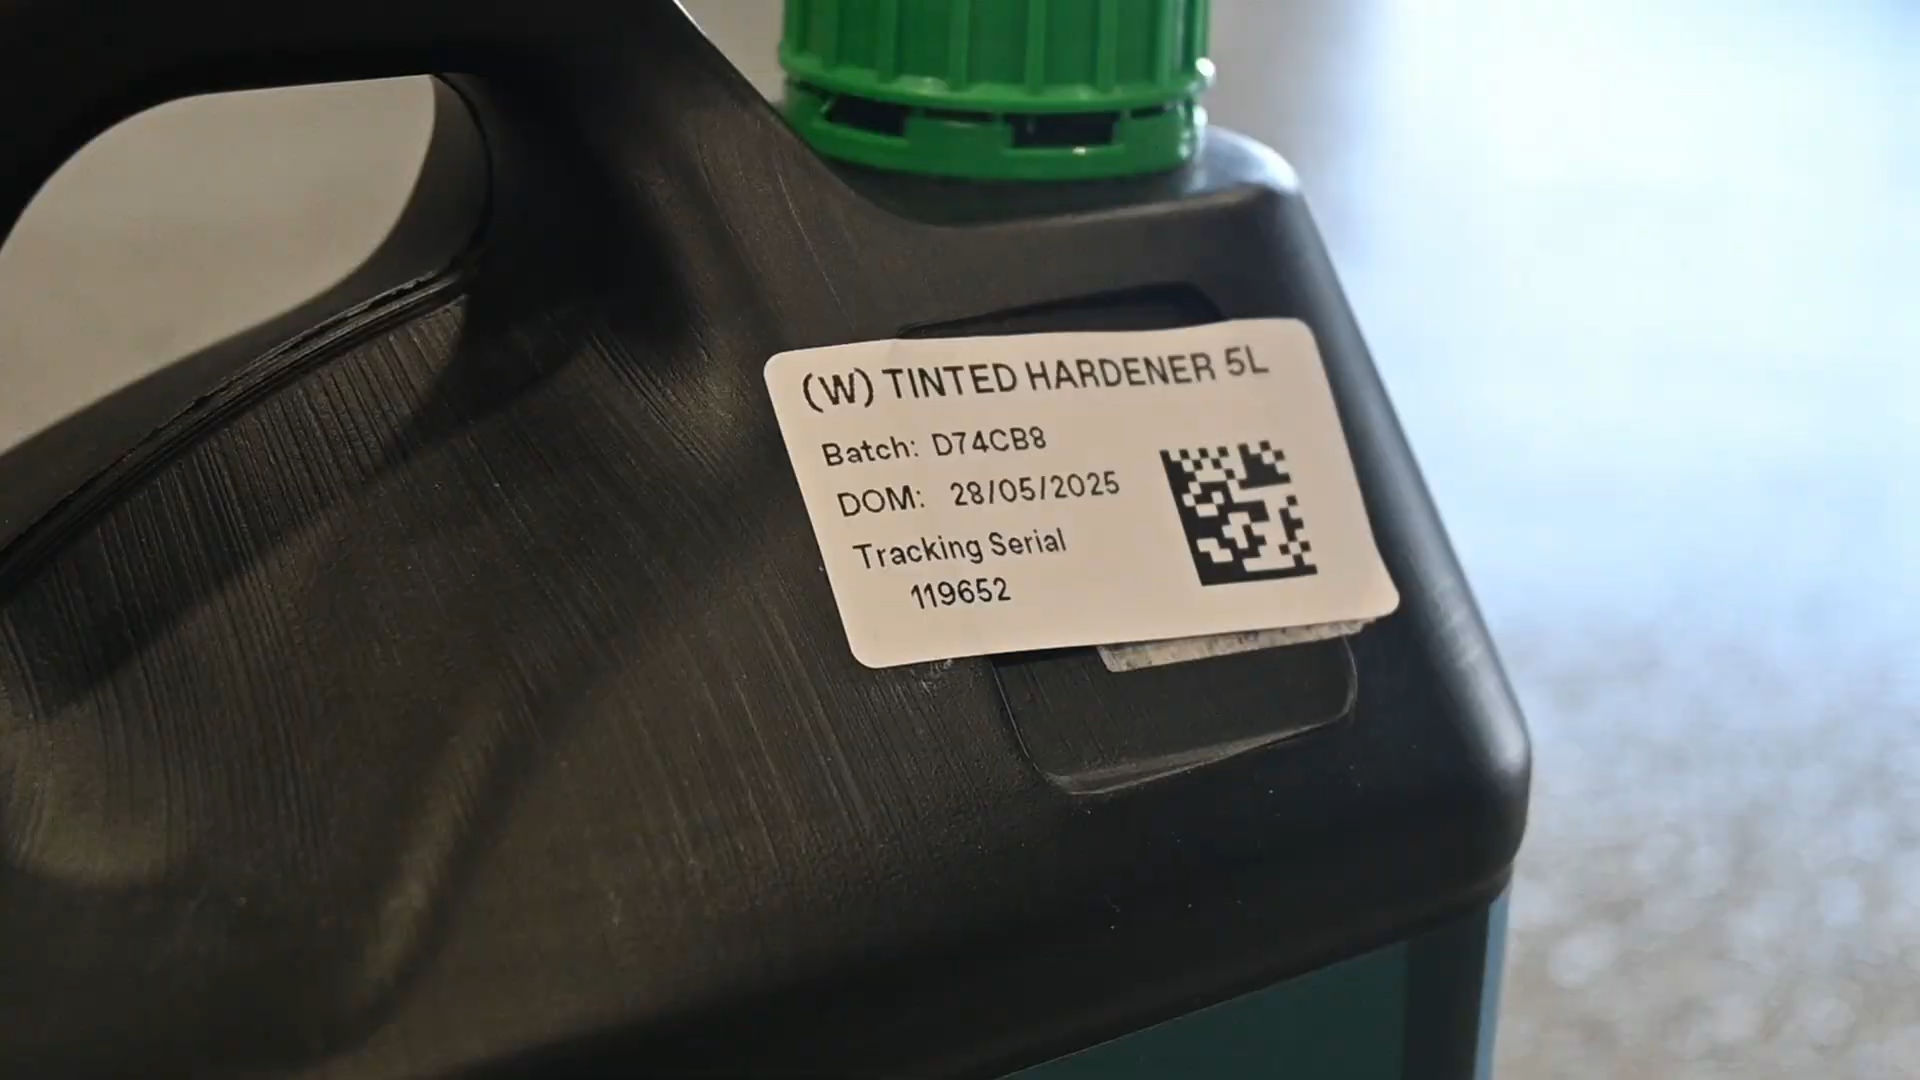 (W) TINTED HARDENER 5L
Batch: D74CB8
DOM: 28/05/2025
Tracking Serial
119652